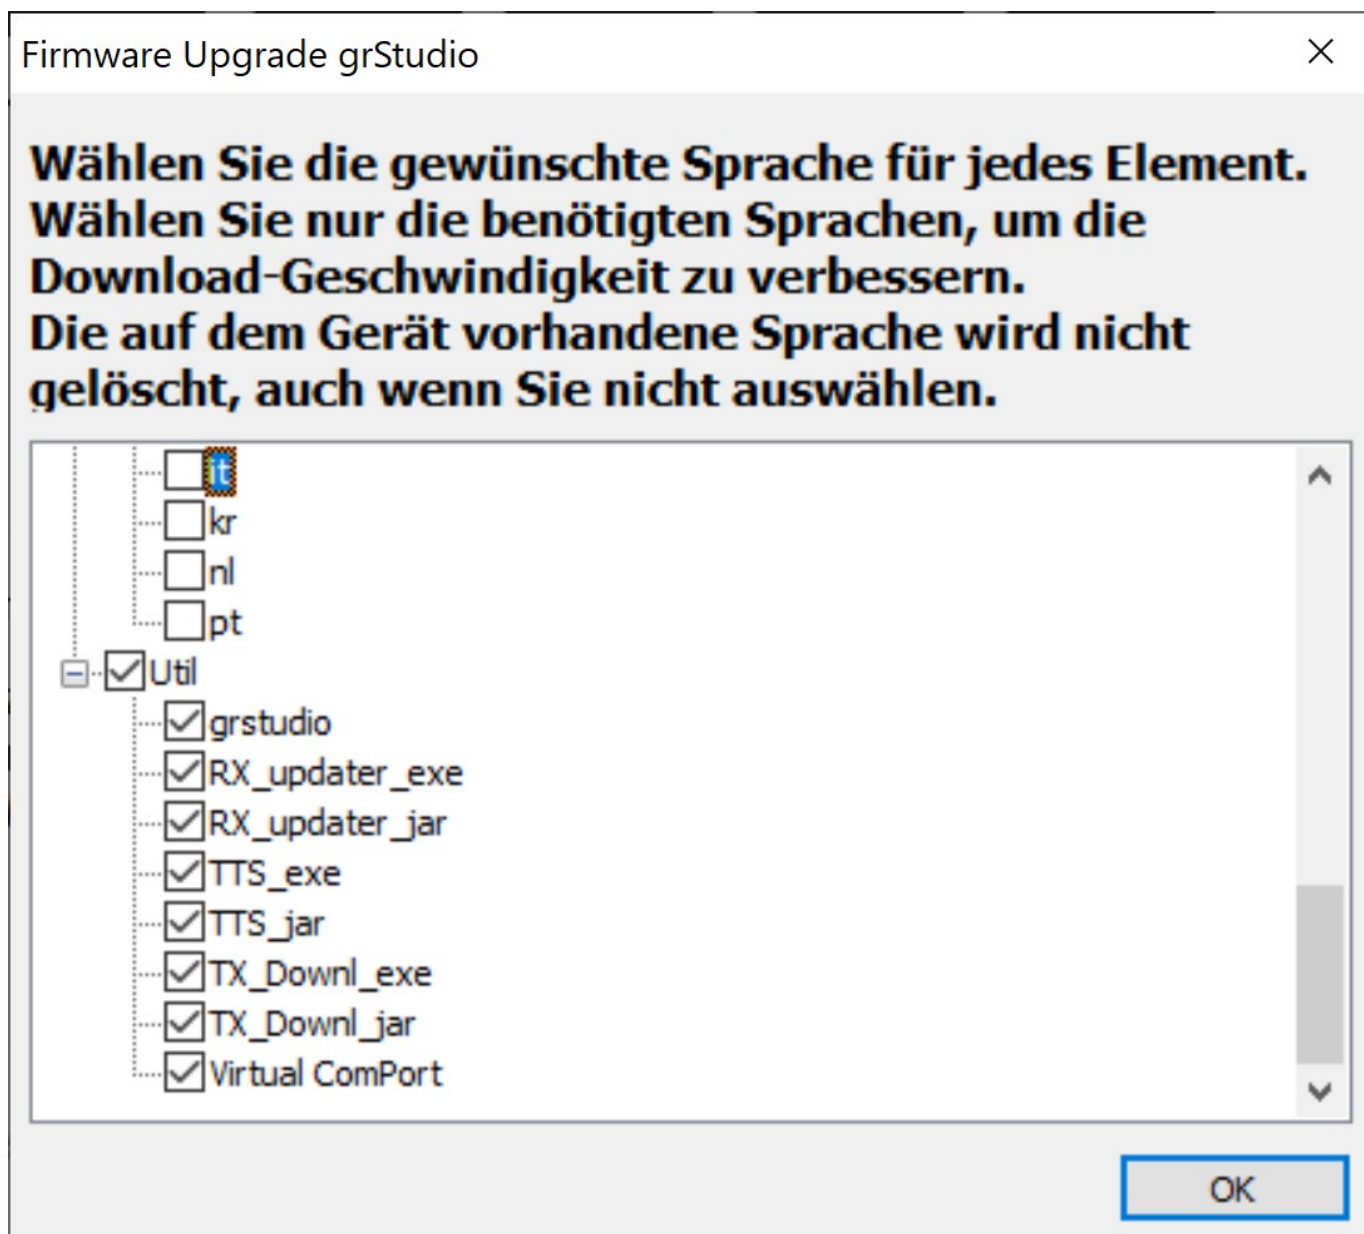 Firmware Upgrade grStudio
Wählen Sie die gewünschte Sprache für jedes Element.
Wählen Sie nur die benötigten Sprachen, um die
Download-Geschwindigkeit zu verbessern.
Die auf dem Gerät vorhandene Sprache wird nicht
gelöscht, auch wenn Sie nicht auswählen.
it
kr
nl
pt
Util
grstudio
RX_updater_exe
RX_updater_jar
TTS_exe
TTS_jar
TX_Downl_exe
TX_Downl_jar
Virtual ComPort
OK